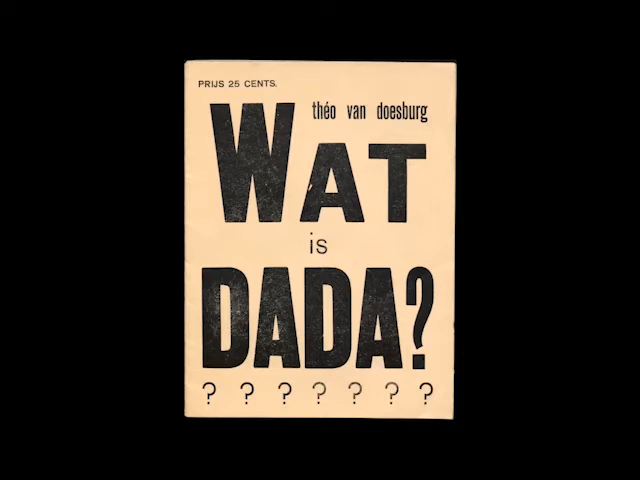 PRIJS 25 CENTS.
théo van doesburg
WAT
is
DADA?
? ? ? ? ? ? ?